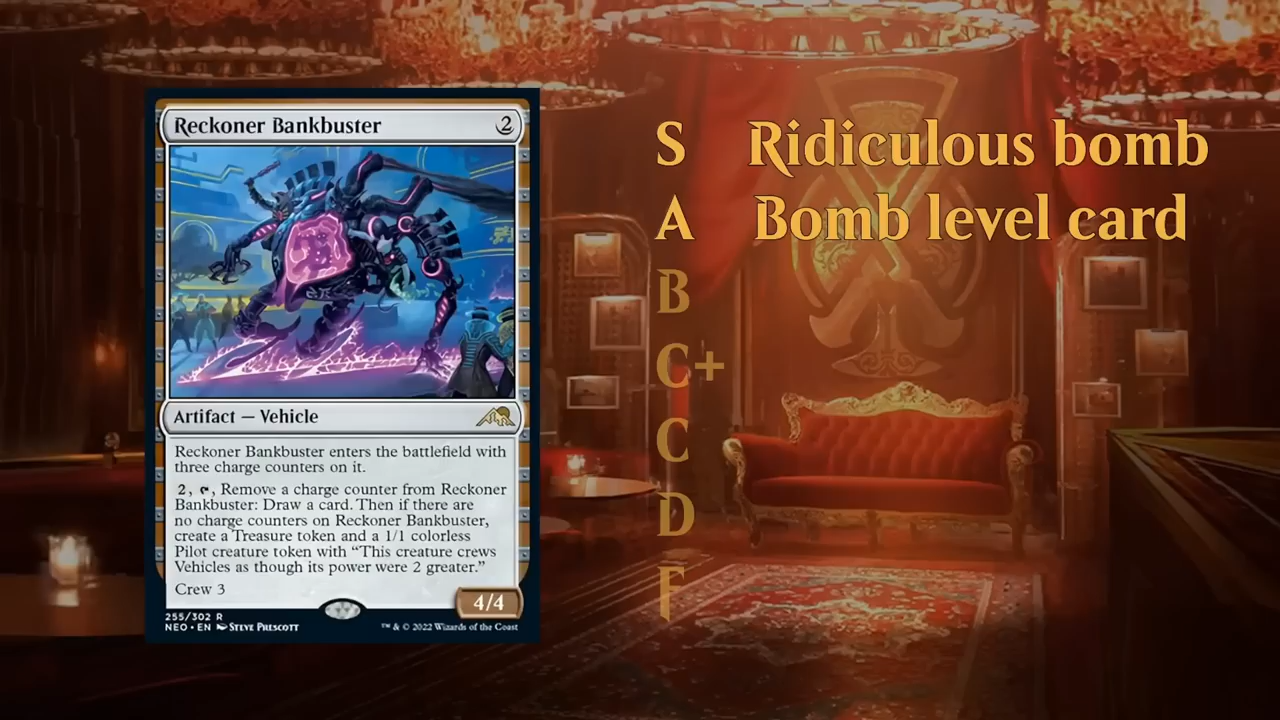 Reckoner Bankbuster 2
Artifact — Vehicle
Reckoner Bankbuster enters the battlefield with
three charge counters on it.
2, , Remove a charge counter from Reckoner
Bankbuster: Draw a card. Then if there are
no charge counters on Reckoner Bankbuster,
create a Treasure token and a 1/1 colorless
Pilot creature token with “This creature crews
Vehicles as though its power were 2 greater.”
Crew 3
4/4
255/302 R
NEO • EN Steve Prescott
™ & © 2022 Wizards of the Coast
S Ridiculous bomb
A Bomb level card
B
C+
C
D
F